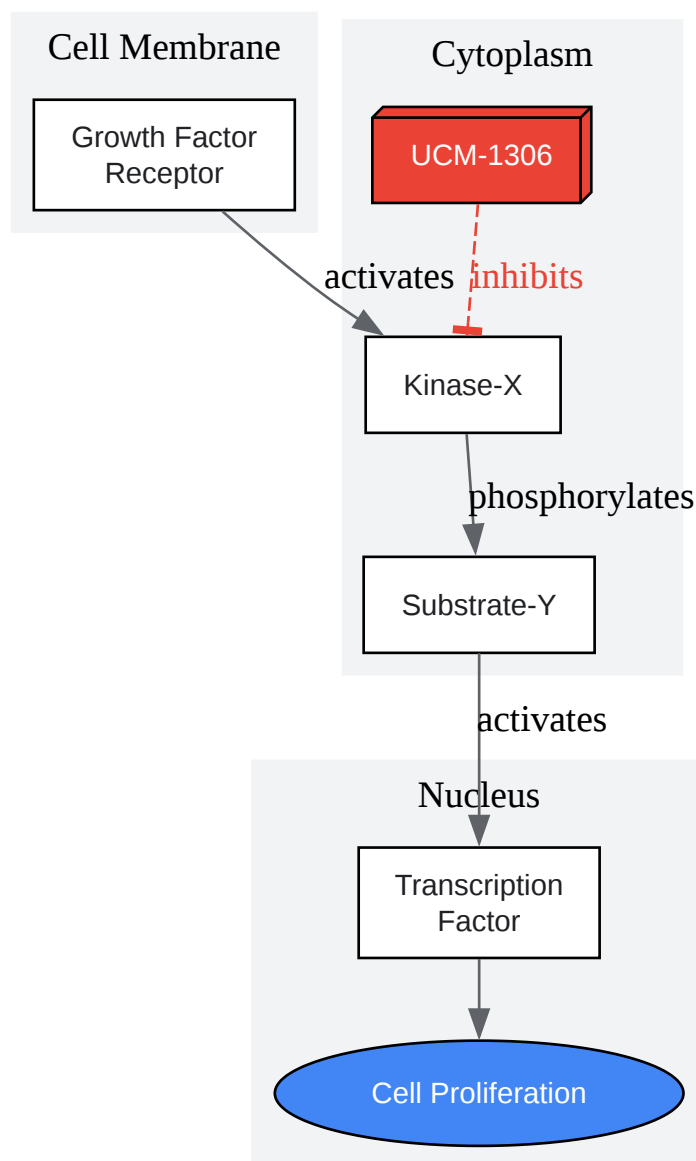 Cell Membrane
Growth Factor
Receptor
Cytoplasm
UCM-1306
activates
inhibits
Kinase-X
phosphorylates
Substrate-Y
activates
Nucleus
Transcription
Factor
Cell Proliferation